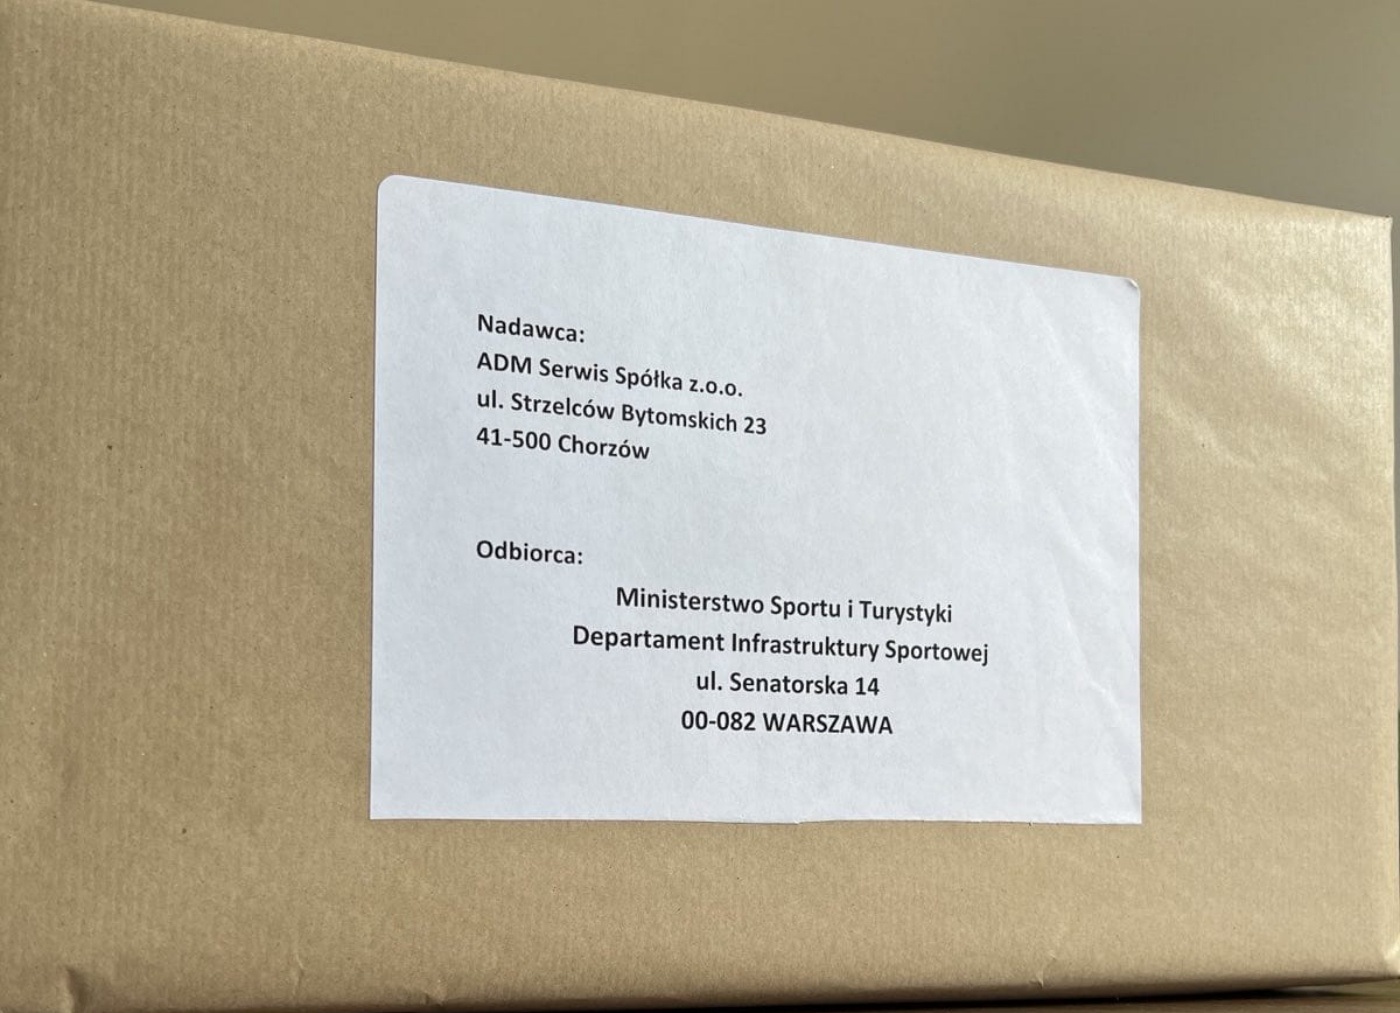 Nadawca:
ADM Serwis Spółka z.o.o.
ul. Strzelców Bytomskich 23
41-500 Chorzów
Odbiorca:
Ministerstwo Sportu i Turystyki
Departament Infrastruktury Sportowej
ul. Senatorska 14
00-082 WARSZAWA